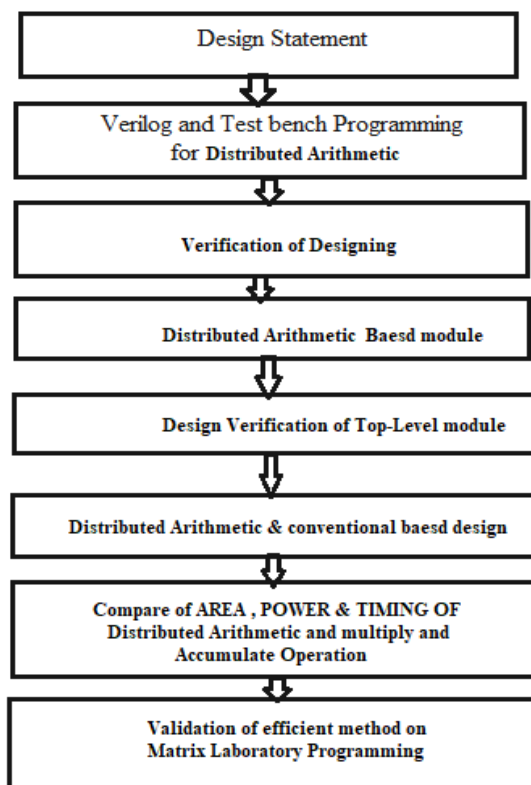 Design Statement
Verilog and Test bench Programming
for Distributed Arithmetic
Verification of Designing
Distributed Arithmetic Baesd module
Design Verification of Top-Level module
Distributed Arithmetic & conventional baesd design
Compare of AREA , POWER & TIMING OF
Distributed Arithmetic and multiply and
Accumulate Operation
Validation of efficient method on
Matrix Laboratory Programming